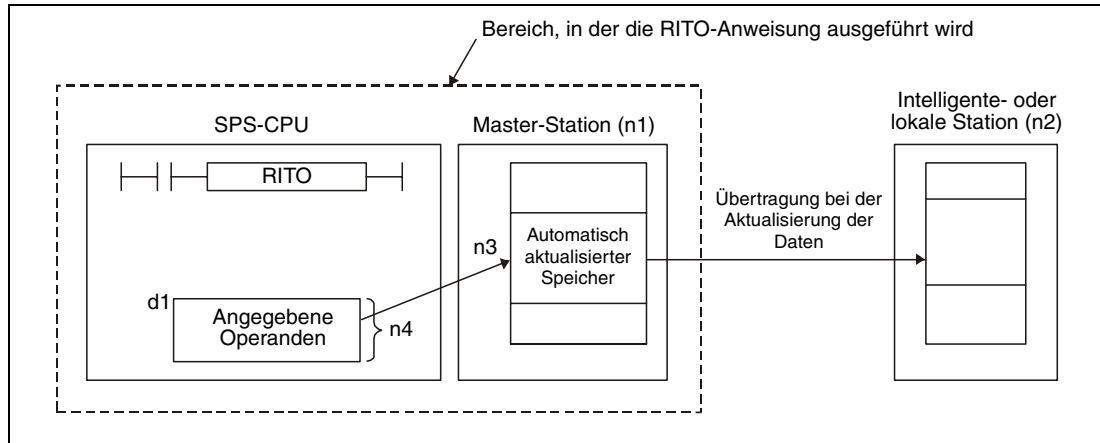 Bereich, in der die RITO-Anweisung ausgeführt wird
SPS-CPU
RITO
d1
Angegebene
Operanden
n4
Master-Station (n1)
n3
Automatisch
aktualisierter
Speicher
Übertragung bei der
Aktualisierung der
Daten
Intelligente- oder
lokale Station (n2)